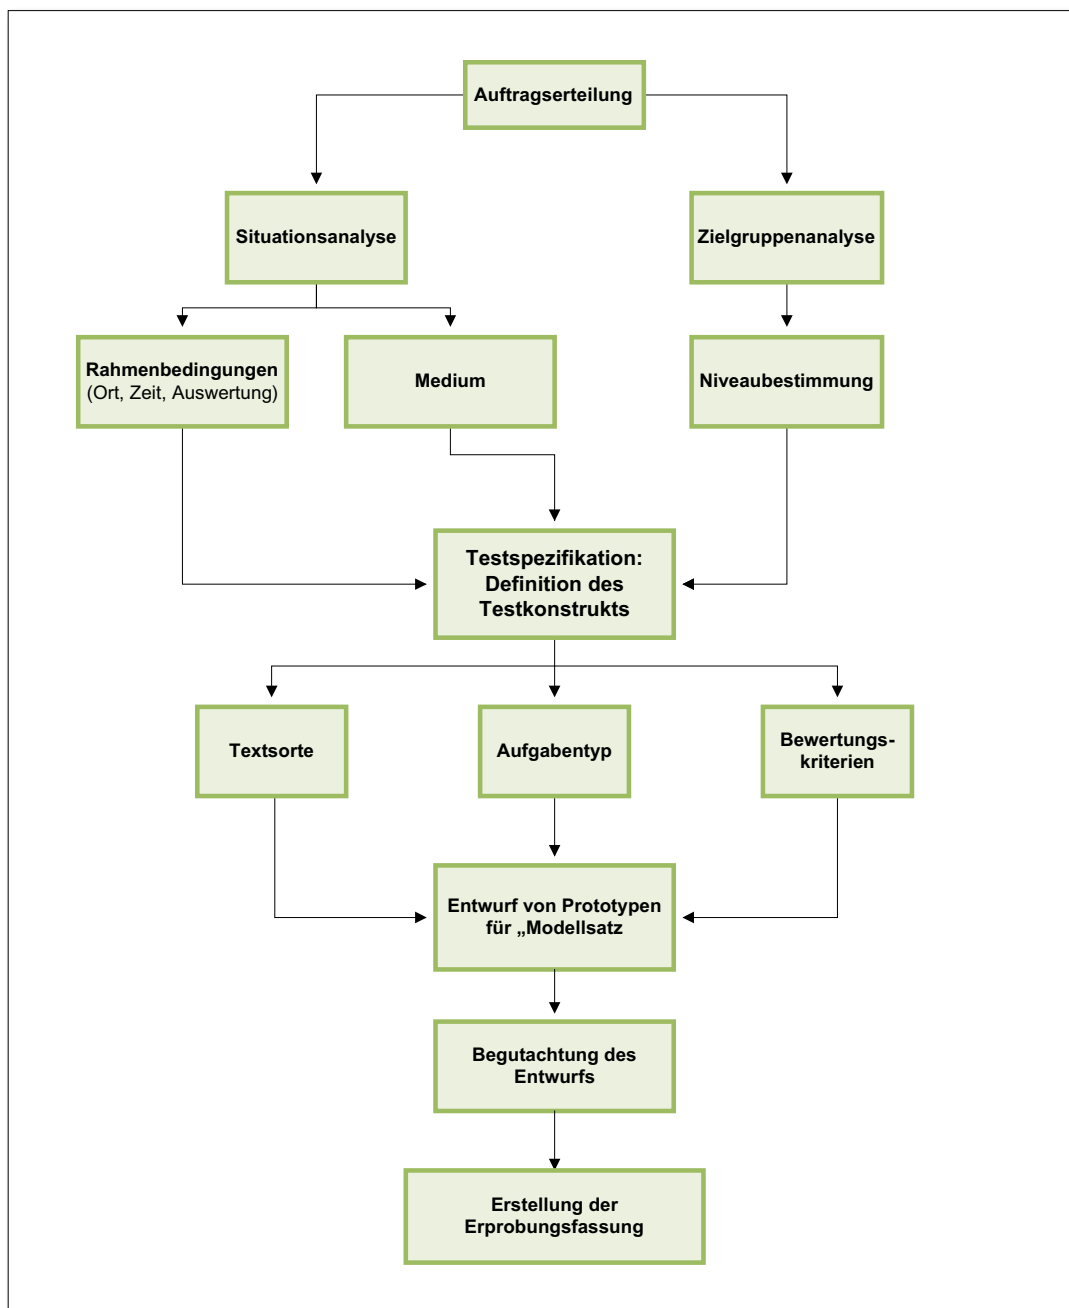 Auftragserteilung
Situationsanalyse
Zielgruppenanalyse
Rahmenbedingungen
(Ort, Zeit, Auswertung)
Medium
Niveaubestimmung
Testspezifikation:
Definition des
Testkonstrukts
Textsorte
Aufgabentyp
Bewertungs-
kriterien
Entwurf von Prototypen
für „Modellsatz
Begutachtung des
Entwurfs
Erstellung der
Erprobungsfassung